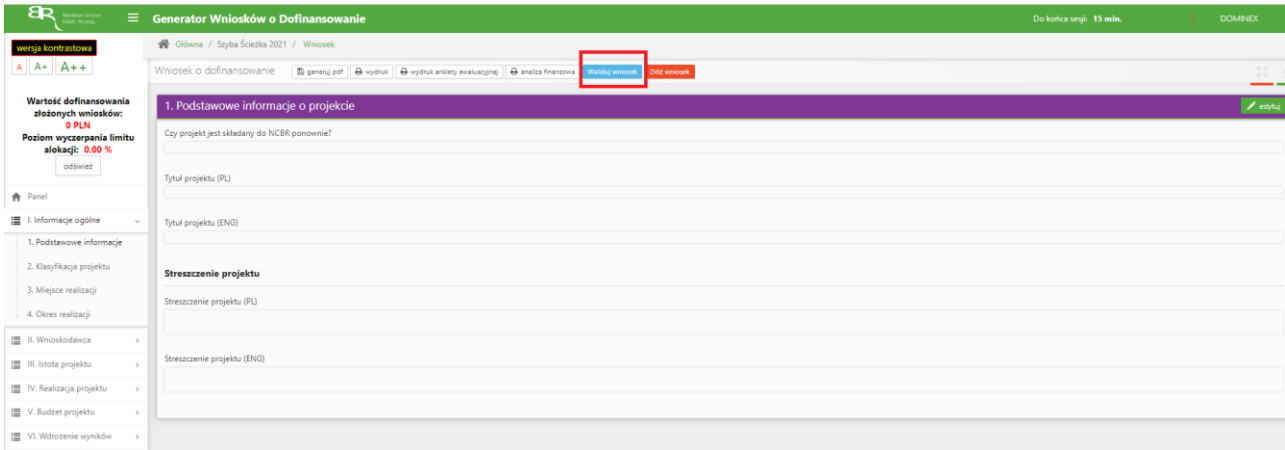 Narodowe Centrum
Badań i Rozwoju
Generator Wniosków o Dofinansowanie
Do końca sesji: 15 min.
DOMINEX
wersja kontrastowa
A A+ A++
Główna / Szyba Ścieżka 2021 / Wniosek
Wniosek o dofinansowanie
generuj pdf
wydruk
wydruk ankiety ewaluacyjnej
analiza finansowa
Waliduj wniosek
Złóż wniosek
Wartość dofinansowania
złożonych wniosków:
0 PLN
Poziom wyczerpania limitu
alokacji: 0.00 %
odśwież
Panel
I. Informacje ogólne
1. Podstawowe informacje
2. Klasyfikacja projektu
3. Miejsce realizacji
4. Okres realizacji
II. Wnioskodawca
III. Istota projektu
IV. Realizacja projektu
V. Budżet projektu
VI. Wdrożenie wyników
1. Podstawowe informacje o projekcie
edytuj
Czy projekt jest składany do NCBR ponownie?
Tytuł projektu (PL)
Tytuł projektu (ENG)
Streszczenie projektu
Streszczenie projektu (PL)
Streszczenie projektu (ENG)